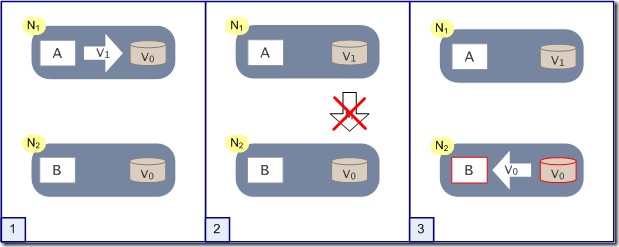 N₁
A V₁ V₀
N₂
B V₀
1
N₁
A V₁
N₂
B V₀
2
N₁
A V₁
N₂
B V₀ V₀
3